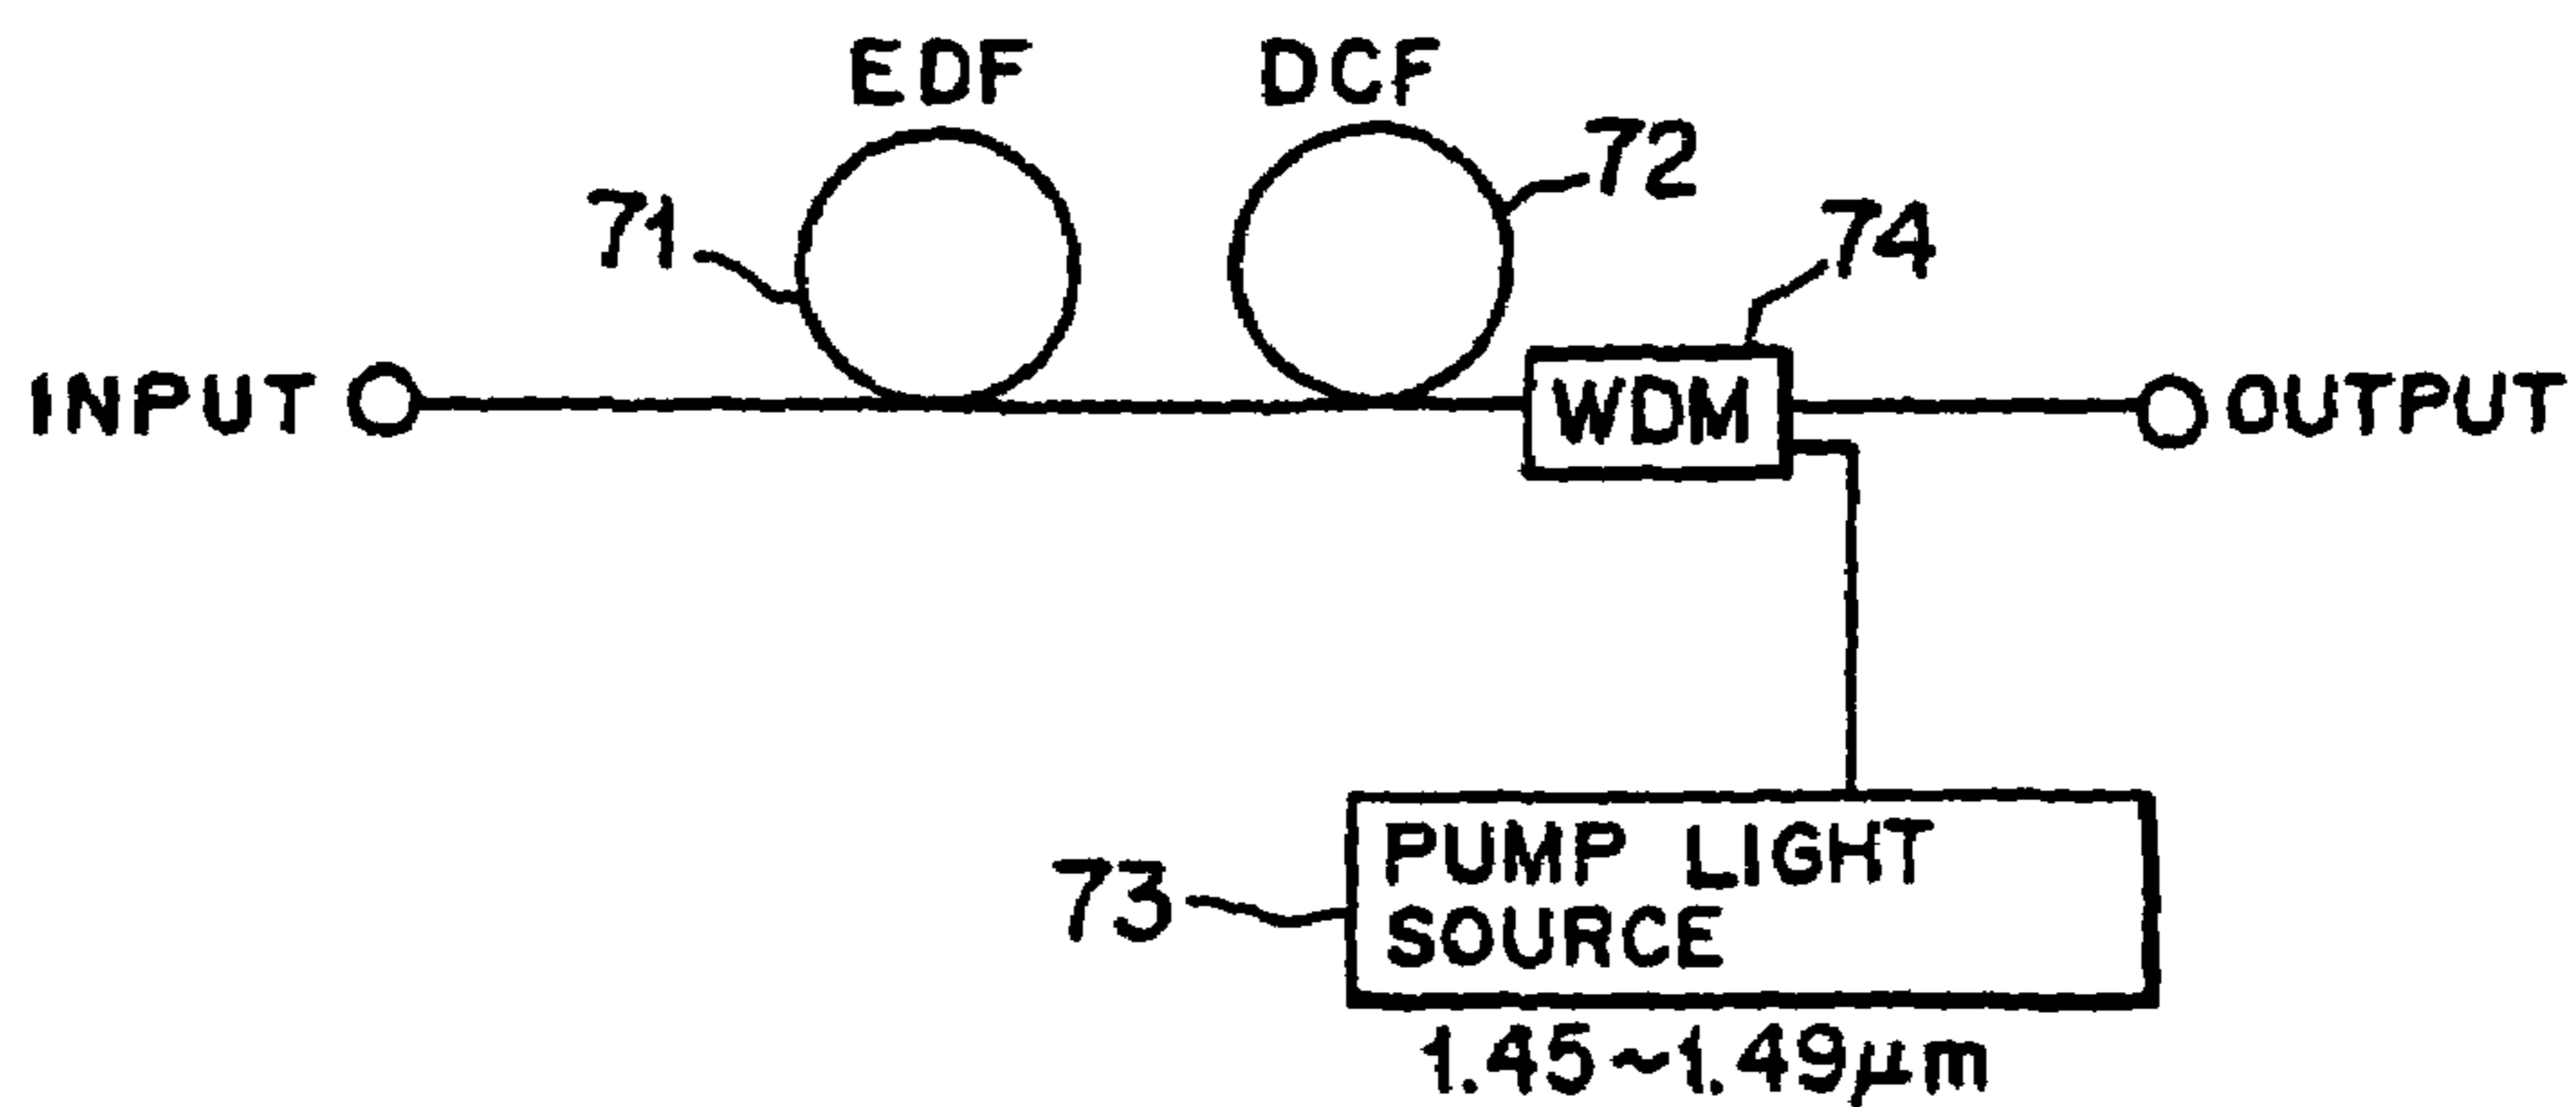 EDF
DCF
72
71
74
INPUT
WDM
OUTPUT
73
PUMP LIGHT
SOURCE
1.45~1.49μm